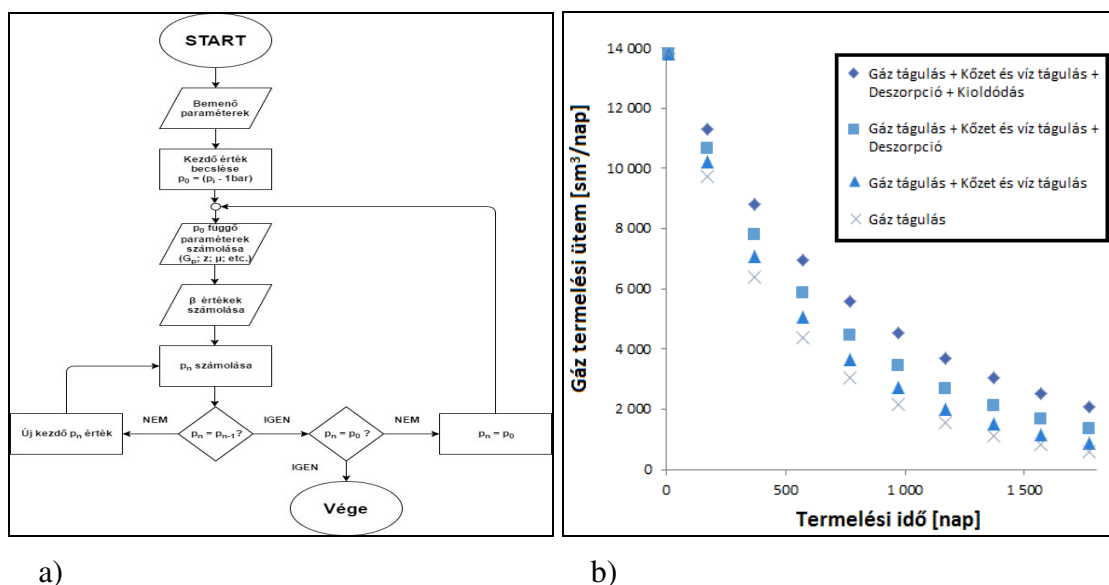 START
Bemenő
paraméterek
Kezdő érték
becslése
p₀ = (pᵢ - 1bar)
p₀ függő
paraméterek
számolása
(Gₚ; z; μ; etc.)
β értékek
számolása
pₙ számolása
NEM
IGEN
NEM
Új kezdő pₙ érték
pₙ = pₙ₋₁?
pₙ = p₀ ?
pₙ = p₀
IGEN
Vége
a)
Gáz termelési ütem [sm³/nap]
14 000
12 000
10 000
8 000
6 000
4 000
2 000
0
0
500
1 000
1 500
Termelési idő [nap]
Gáz tágulás + Kőzet és víz tágulás +
Deszorpció + Kioldódás
Gáz tágulás + Kőzet és víz tágulás +
Deszorpció
Gáz tágulás + Kőzet és víz tágulás
Gáz tágulás
b)